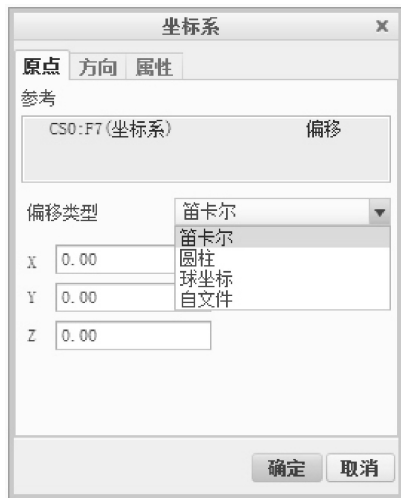 坐标系 ×
原点 方向 属性
参考
CS0:F7(坐标系) 偏移
偏移类型 笛卡尔
笛卡尔
X 0.00
圆柱
球坐标
Y 0.00
自文件
Z 0.00
确定 取消